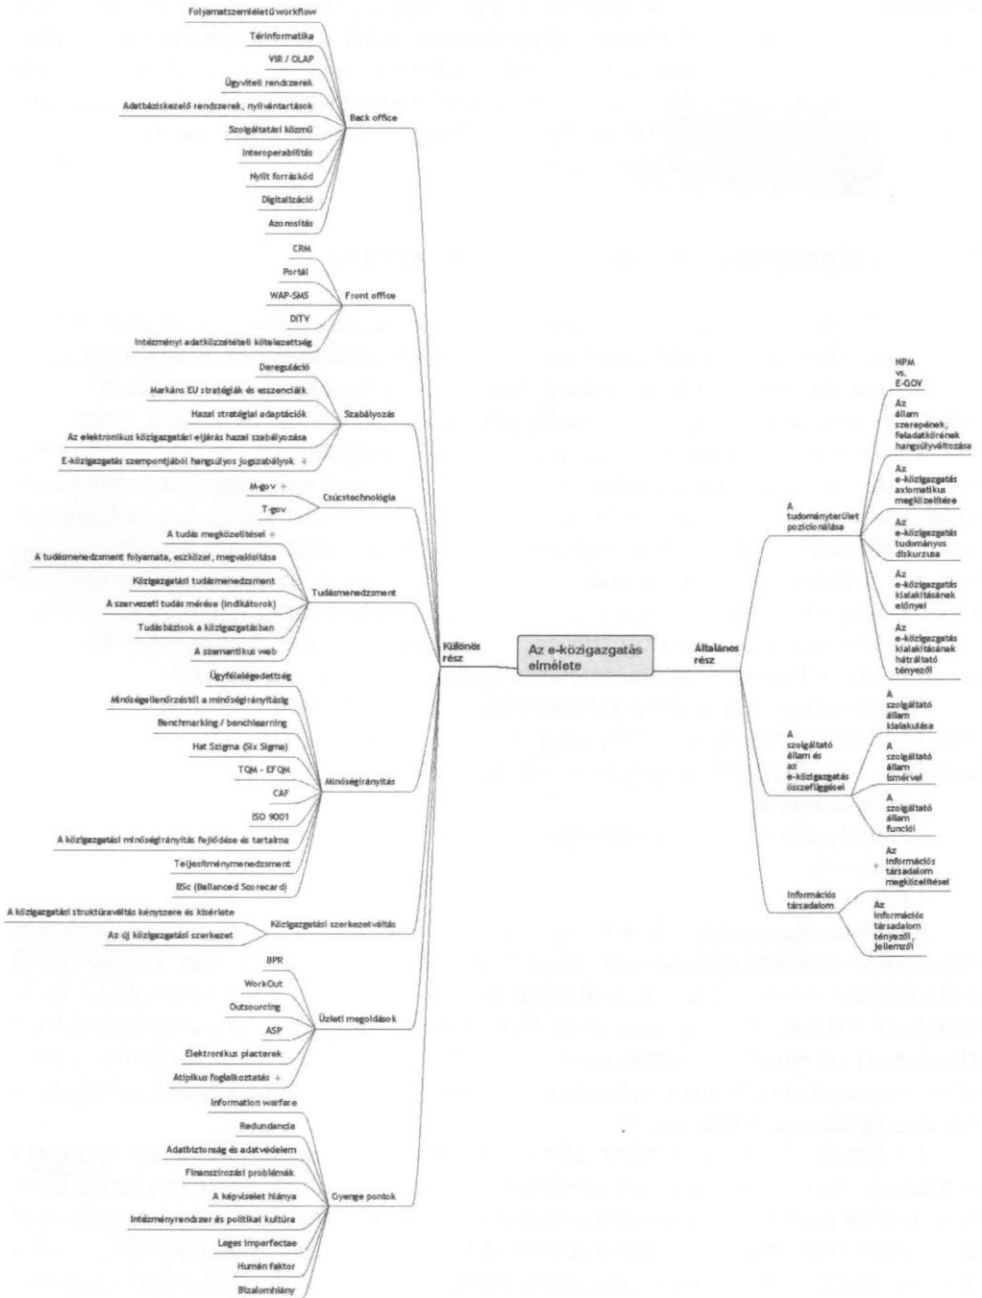 Folyamatszemléletű workflow
Térinformatika
VIR / OLAP
Ügyviteli rendszerek
Adatbáziskezelő rendszerek, nyilvántartások
Szolgáltatási közmű
Interoperabilitás
Nyílt forráskód
Digitalizáció
Azonosítás
Back office
CRM
Portál
WAP-SMS
DITV
Intézményi adatközzétételi kötelezettség
Front office
Dereguláció
Markáns EU stratégiák és esszenciáik
Hazai stratégiai adaptációk
Az elektronikus közigazgatási eljárás hazai szabályozása
E-közigazgatás szempontjából hangsúlyos jogszabályok +
Szabályozás
M-gov +
T-gov
Csúcstechnológia
A tudás megközelítései +
A tudásmenedzsment folyamata, eszközei, megvalósítása
Közigazgatási tudásmenedzsment
A szervezeti tudás mérése (indikátorok)
Tudásbázisok a közigazgatásban
A szemantikus web
Tudásmenedzsment
Ügyfélelégedettség
Minőségellenőrzéstől a minőségirányításig
Benchmarking / benchlearning
Hat Szigma (Six Sigma)
TQM - EFQM
CAF
ISO 9001
A közigazgatási minőségirányítás fejlődése és tartalma
Teljesítménymenedzsment
BSc (Ballanced Scorecard)
Minőségirányítás
A közigazgatási struktúraváltás kényszere és kísérlete
Az új közigazgatási szerkezet
Közigazgatási szerkezetváltás
BPR
WorkOut
Outsourcing
ASP
Elektronikus piacterek
Atipikus foglalkoztatás +
Üzleti megoldások
Information warfare
Redundancia
Adatbiztonság és adatvédelem
Finanszírozási problémák
A képviselet hiánya
Intézményrendszer és politikai kultúra
Leges imperfectae
Humán faktor
Bizalomhiány
Gyenge pontok
Különös
rész
Az e-közigazgatás
elmélete
Általános
rész
A
tudományterület
pozícionálása
NPM
vs.
E-GOV
Az
állam
szerepének,
feladatkörének
hangsúlyváltozása
Az
e-közigazgatás
axiomatikus
megközelítése
Az
e-közigazgatás
tudományos
diskurzusa
Az
e-közigazgatás
kialakításának
előnyei
Az
e-közigazgatás
kialakításának
hátráltató
tényezői
A
szolgáltató
állam és
az
e-közigazgatás
összefüggései
A
szolgáltató
állam
kialakulása
A
szolgáltató
állam
ismérvei
A
szolgáltató
állam
funciói
Információs
társadalom
+ Az
információs
társadalom
megközelítései
Az
információs
társadalom
tényezői,
jellemzői